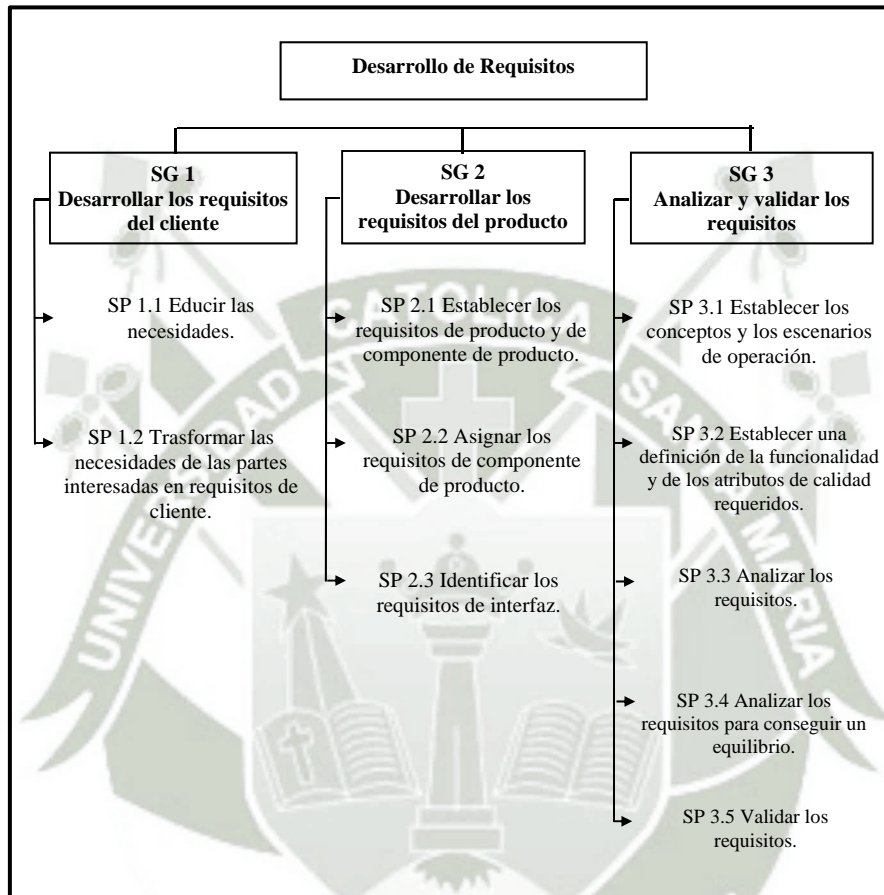 Desarrollo de Requisitos
SG 1
Desarrollar los requisitos
del cliente
SP 1.1 Educir las
necesidades.
SP 1.2 Trasformar las
necesidades de las partes
interesadas en requisitos de
cliente.
SG 2
Desarrollar los
requisitos del producto
SP 2.1 Establecer los
requisitos de producto y de
componente de producto.
SP 2.2 Asignar los
requisitos de componente
de producto.
SP 2.3 Identificar los
requisitos de interfaz.
SG 3
Analizar y validar los
requisitos
SP 3.1 Establecer los
conceptos y los escenarios
de operación.
SP 3.2 Establecer una
definición de la funcionalidad
y de los atributos de calidad
requeridos.
SP 3.3 Analizar los
requisitos.
SP 3.4 Analizar los
requisitos para conseguir un
equilibrio.
SP 3.5 Validar los
requisitos.
UNIVERSIDAD CATOLICA SANTA MARIA